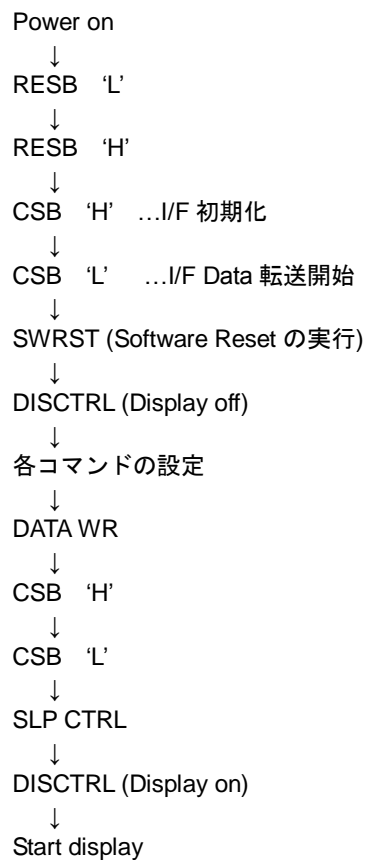 Power on
↓
RESB ‘L’
↓
RESB ‘H’
↓
CSB ‘H’ …I/F 初期化
↓
CSB ‘L’ …I/F Data 転送開始
↓
SWRST (Software Reset の実行)
↓
DISCTRL (Display off)
↓
各コマンドの設定
↓
DATA WR
↓
CSB ‘H’
↓
CSB ‘L’
↓
SLP CTRL
↓
DISCTRL (Display on)
↓
Start display